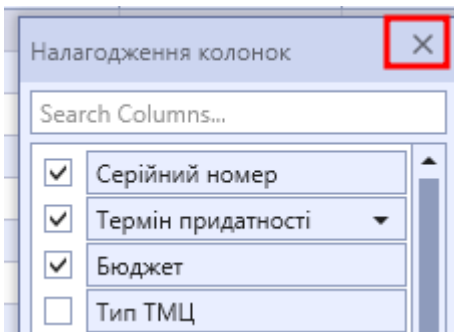 Налагодження колонок
Search Columns...
Серійний номер
Термін придатності
Бюджет
Тип ТМЦ